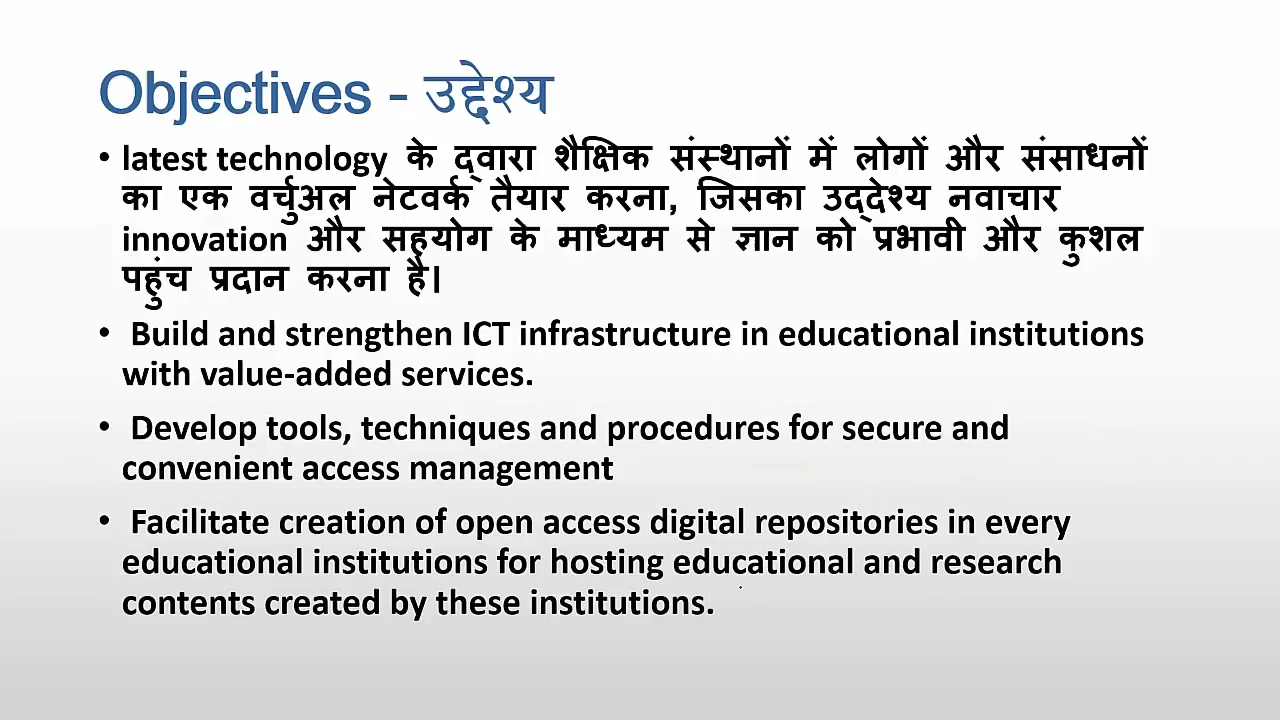 Objectives - उद्देश्य
• latest technology के द्वारा शैक्षिक संस्थानों में लोगों और संसाधनों
का एक वर्चुअल नेटवर्क तैयार करना, जिसका उद्देश्य नवाचार
innovation और सहयोग के माध्यम से ज्ञान को प्रभावी और कुशल
पहुंच प्रदान करना है।
• Build and strengthen ICT infrastructure in educational institutions
with value-added services.
• Develop tools, techniques and procedures for secure and
convenient access management
• Facilitate creation of open access digital repositories in every
educational institutions for hosting educational and research
contents created by these institutions.